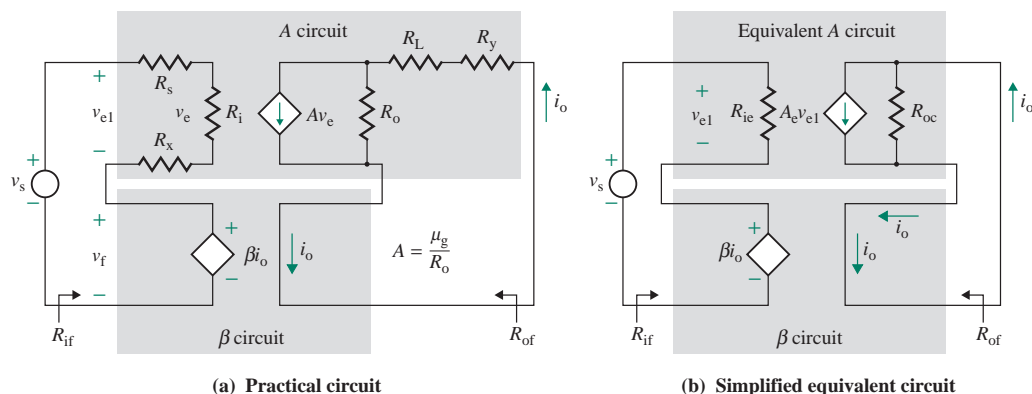 A circuit
R_L
R_y
R_s
+
v_e1
−
v_e
R_i
Av_e
R_o
i_o
R_x
+
v_s
−
+
v_f
−
+
βi_o
−
i_o
A = μ_g / R_o
R_if
R_of
β circuit
(a) Practical circuit
Equivalent A circuit
+
v_e1
−
R_ie
A_e v_e1
R_oc
i_o
+
v_s
−
+
βi_o
−
i_o
i_o
R_if
R_of
β circuit
(b) Simplified equivalent circuit